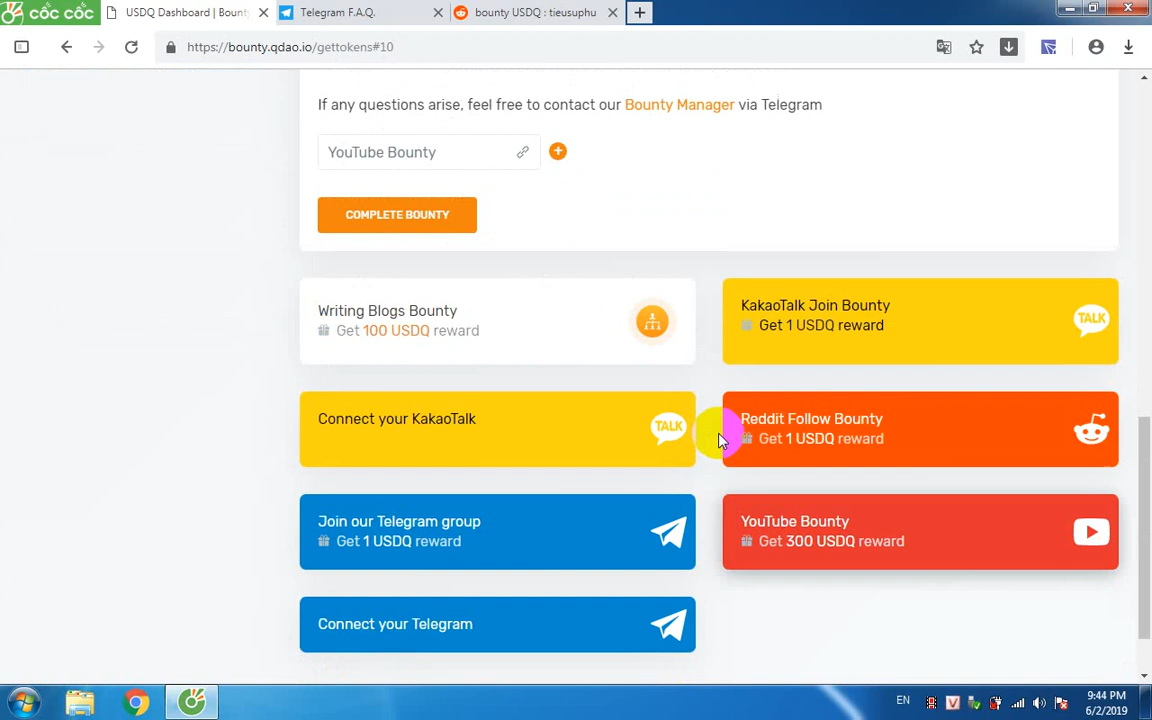 cốc cốc
USDQ Dashboard | Bount
Telegram F.A.Q.
bounty USDQ : tieusuphu
https://bounty.qdao.io/gettokens#10
If any questions arise, feel free to contact our Bounty Manager via Telegram
YouTube Bounty
COMPLETE BOUNTY
Writing Blogs Bounty
Get 100 USDQ reward
KakaoTalk Join Bounty
Get 1 USDQ reward
TALK
Connect your KakaoTalk
TALK
Reddit Follow Bounty
Get 1 USDQ reward
Join our Telegram group
Get 1 USDQ reward
YouTube Bounty
Get 300 USDQ reward
Connect your Telegram
EN
V
9:44 PM
6/2/2019